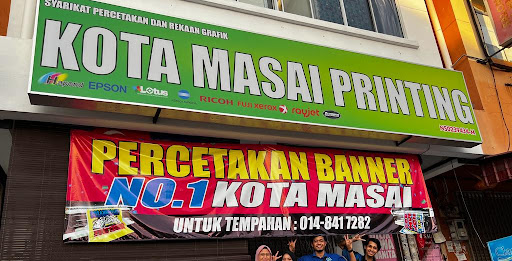 SYARIKAT PERCETAKAN DAN REKAAN GRAFIK
KOTA MASAI PRINTING
EPSON Lotus RICOH FUJI XEROX rayjet
PERCETAKAN BANNER
NO.1 KOTA MASAI
UNTUK TEMPAHAN : 014-841 7282